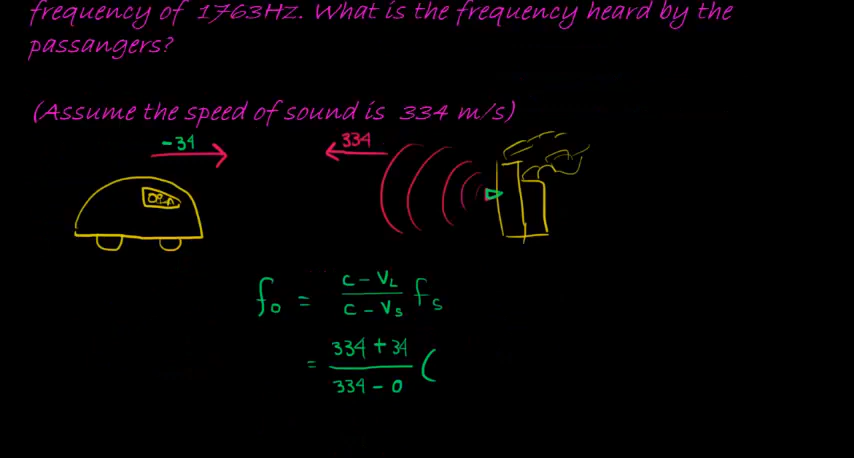 frequency of 1763Hz. What is the frequency heard by the
passangers?
(Assume the speed of sound is 334 m/s)
-34
334
fo = c - VL / c - Vs fs
= 334 + 34 / 334 - 0 (